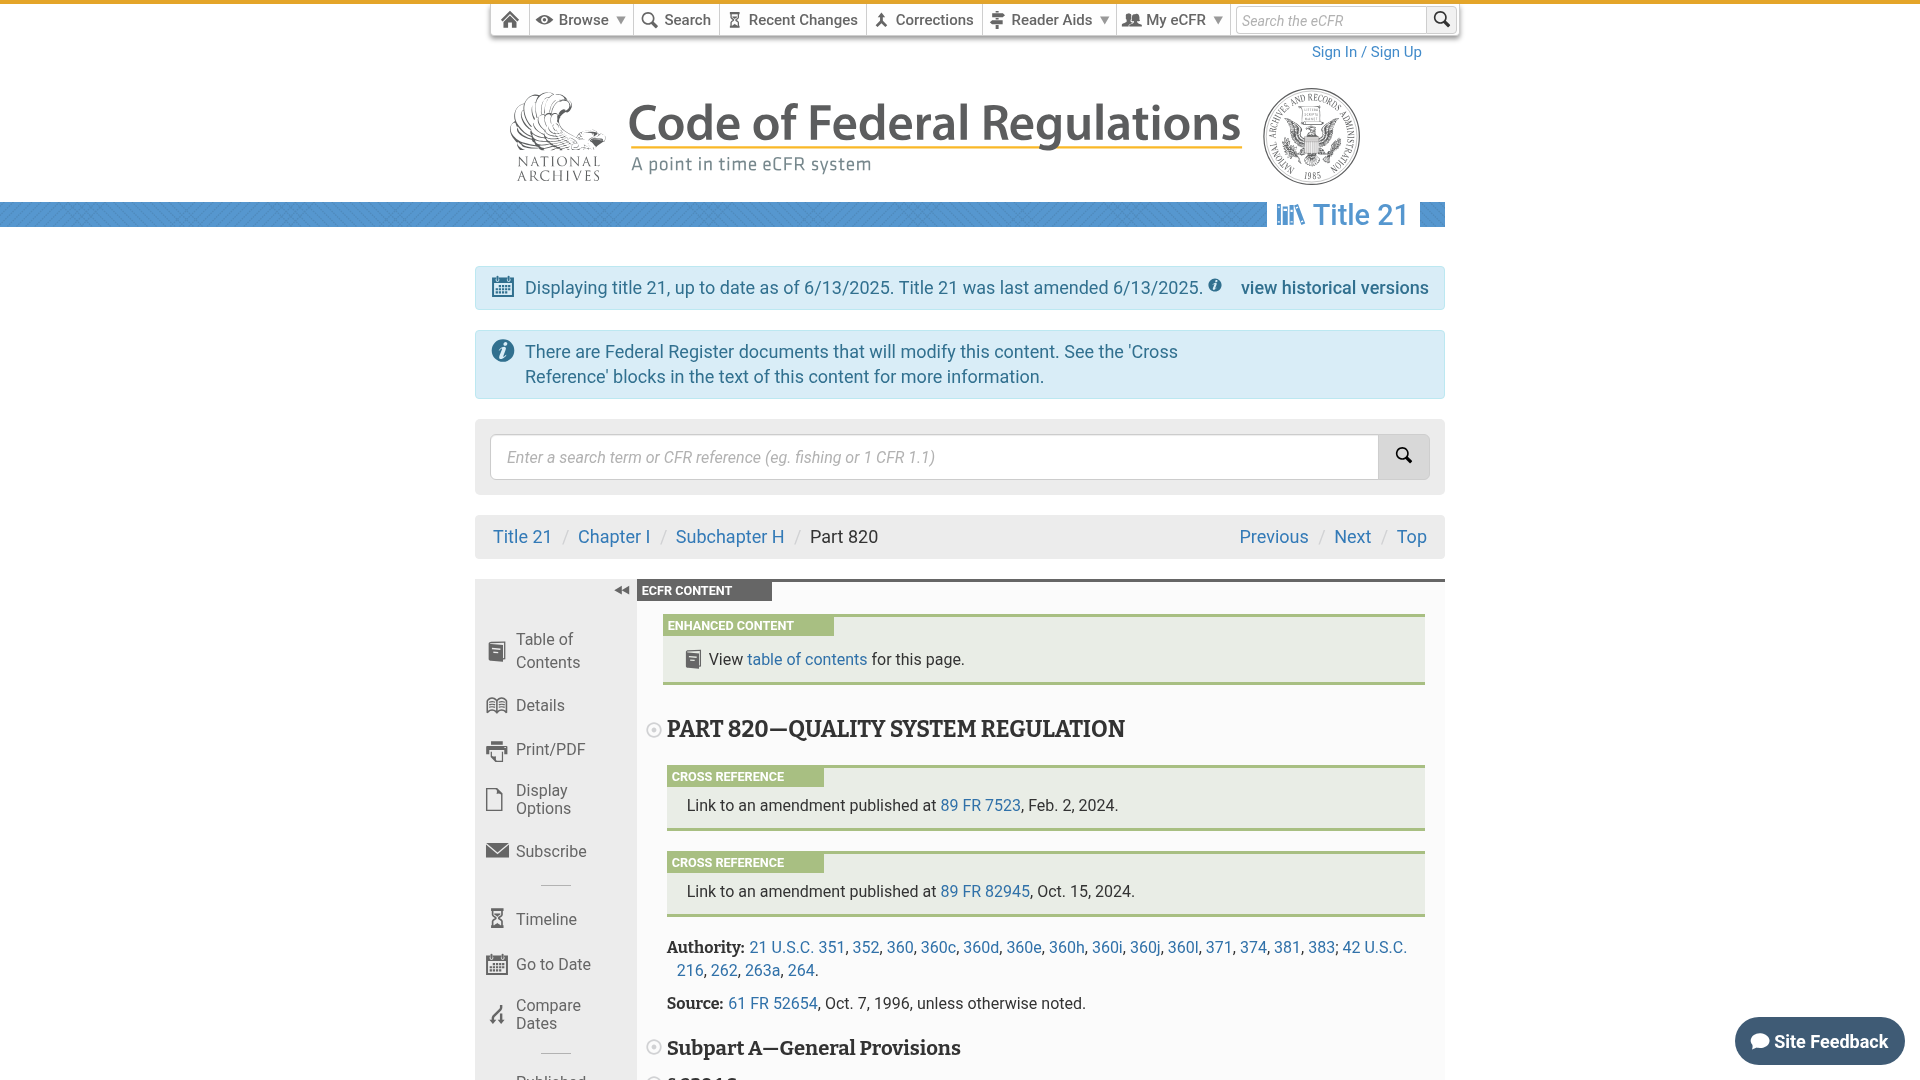 Browse ▼ Search Recent Changes Corrections Reader Aids ▼ My eCFR ▼ Search the eCFR
Sign In / Sign Up
NATIONAL ARCHIVES
Code of Federal Regulations
A point in time eCFR system
NATIONAL ARCHIVES AND RECORDS ADMINISTRATION
1985
Title 21
Displaying title 21, up to date as of 6/13/2025. Title 21 was last amended 6/13/2025. view historical versions
There are Federal Register documents that will modify this content. See the 'Cross
Reference' blocks in the text of this content for more information.
Enter a search term or CFR reference (eg. fishing or 1 CFR 1.1)
Title 21 / Chapter I / Subchapter H / Part 820 Previous / Next / Top
ECFR CONTENT
Table of
Contents
Details
Print/PDF
Display
Options
Subscribe
Timeline
Go to Date
Compare
Dates
ENHANCED CONTENT
View table of contents for this page.
PART 820—QUALITY SYSTEM REGULATION
CROSS REFERENCE
Link to an amendment published at 89 FR 7523, Feb. 2, 2024.
CROSS REFERENCE
Link to an amendment published at 89 FR 82945, Oct. 15, 2024.
Authority: 21 U.S.C. 351, 352, 360, 360c, 360d, 360e, 360h, 360i, 360j, 360l, 371, 374, 381, 383; 42 U.S.C.
216, 262, 263a, 264.
Source: 61 FR 52654, Oct. 7, 1996, unless otherwise noted.
Subpart A—General Provisions
Site Feedback